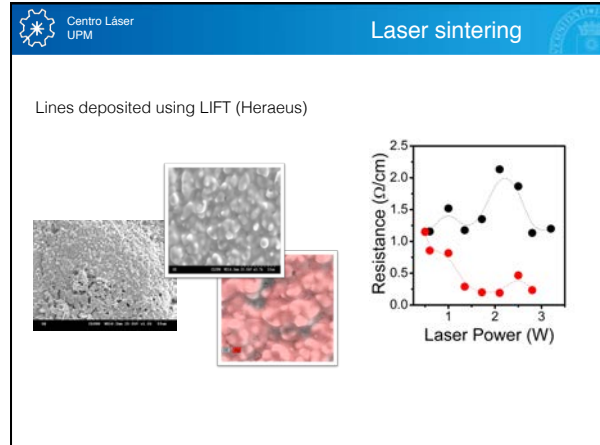 Centro Láser
UPM
Laser sintering
Lines deposited using LIFT (Heraeus)
2.5
2.0
1.5
1.0
0.5
0.0
Resistance (Ω/cm)
1
2
3
Laser Power (W)